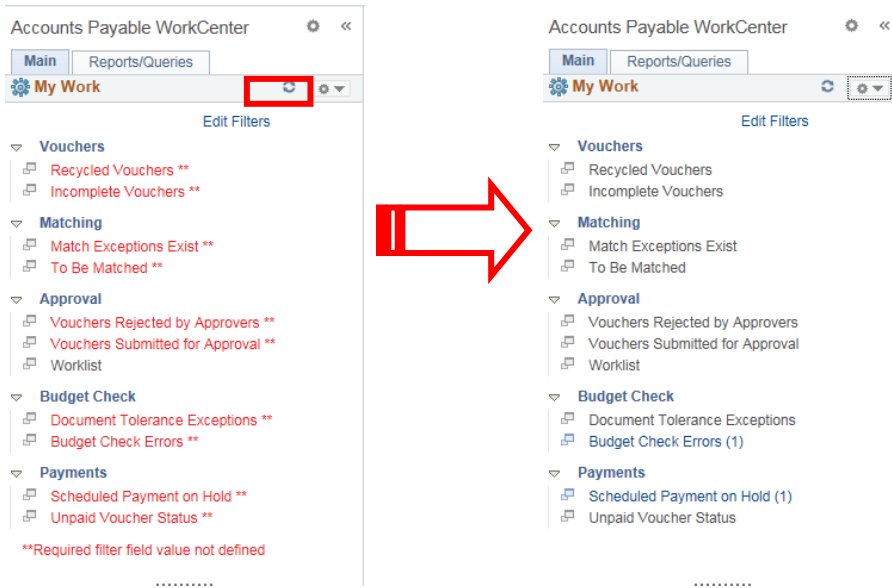 Accounts Payable WorkCenter
Main Reports/Queries
My Work
Edit Filters
Vouchers
Recycled Vouchers **
Incomplete Vouchers **
Matching
Match Exceptions Exist **
To Be Matched **
Approval
Vouchers Rejected by Approvers **
Vouchers Submitted for Approval **
Worklist
Budget Check
Document Tolerance Exceptions **
Budget Check Errors **
Payments
Scheduled Payment on Hold **
Unpaid Voucher Status **
**Required filter field value not defined
Accounts Payable WorkCenter
Main Reports/Queries
My Work
Edit Filters
Vouchers
Recycled Vouchers
Incomplete Vouchers
Matching
Match Exceptions Exist
To Be Matched
Approval
Vouchers Rejected by Approvers
Vouchers Submitted for Approval
Worklist
Budget Check
Document Tolerance Exceptions
Budget Check Errors (1)
Payments
Scheduled Payment on Hold (1)
Unpaid Voucher Status